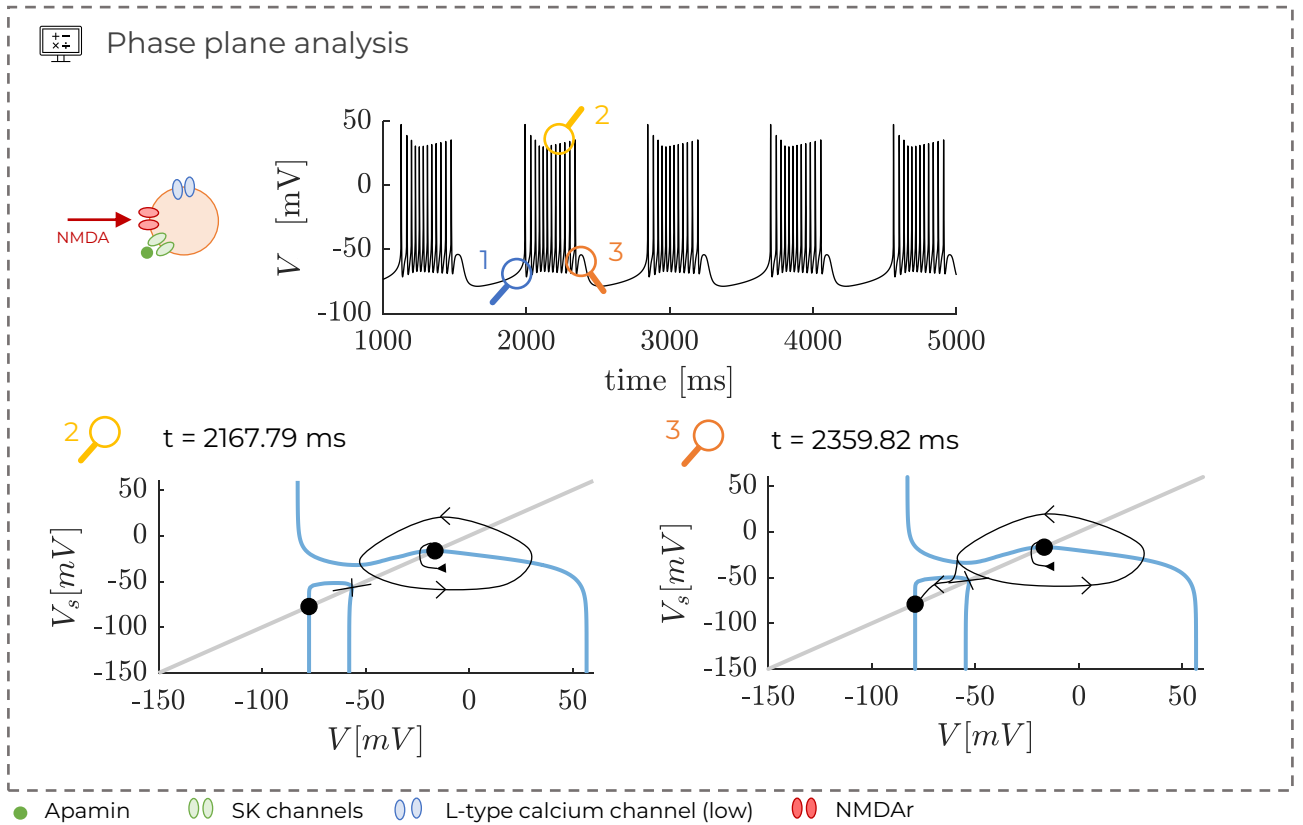 Phase plane analysis
50
0
-50
-100
V [mV]
1000
2000
3000
4000
5000
time [ms]
1
2
3
NMDA
2
t = 2167.79 ms
50
0
-50
-100
-150
Vₛ[mV]
-150
-100
-50
0
50
V[mV]
3
t = 2359.82 ms
50
0
-50
-100
-150
Vₛ[mV]
-150
-100
-50
0
50
V[mV]
Apamin
SK channels
L-type calcium channel (low)
NMDAr